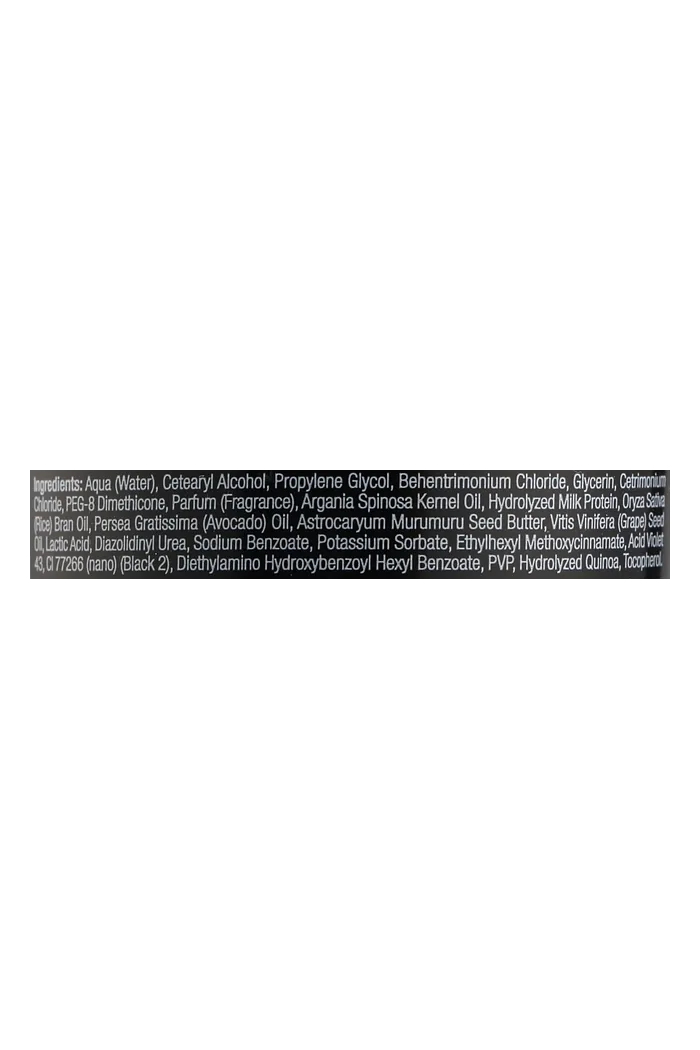 Ingredients: Aqua (Water), Cetearyl Alcohol, Propylene Glycol, Behentrimonium Chloride, Glycerin, Cetrimonium
Chloride, PEG-8 Dimethicone, Parfum (Fragrance), Argania Spinosa Kernel Oil, Hydrolyzed Milk Protein, Oryza Sativa
(Rice) Bran Oil, Persea Gratissima (Avocado) Oil, Astrocaryum Murumuru Seed Butter, Vitis Vinifera (Grape) Seed
Oil, Lactic Acid, Diazolidinyl Urea, Sodium Benzoate, Potassium Sorbate, Ethylhexyl Methoxycinnamate, Acid Violet
43, CI 77266 (nano) (Black 2), Diethylamino Hydroxybenzoyl Hexyl Benzoate, PVP, Hydrolyzed Quinoa, Tocopherol.